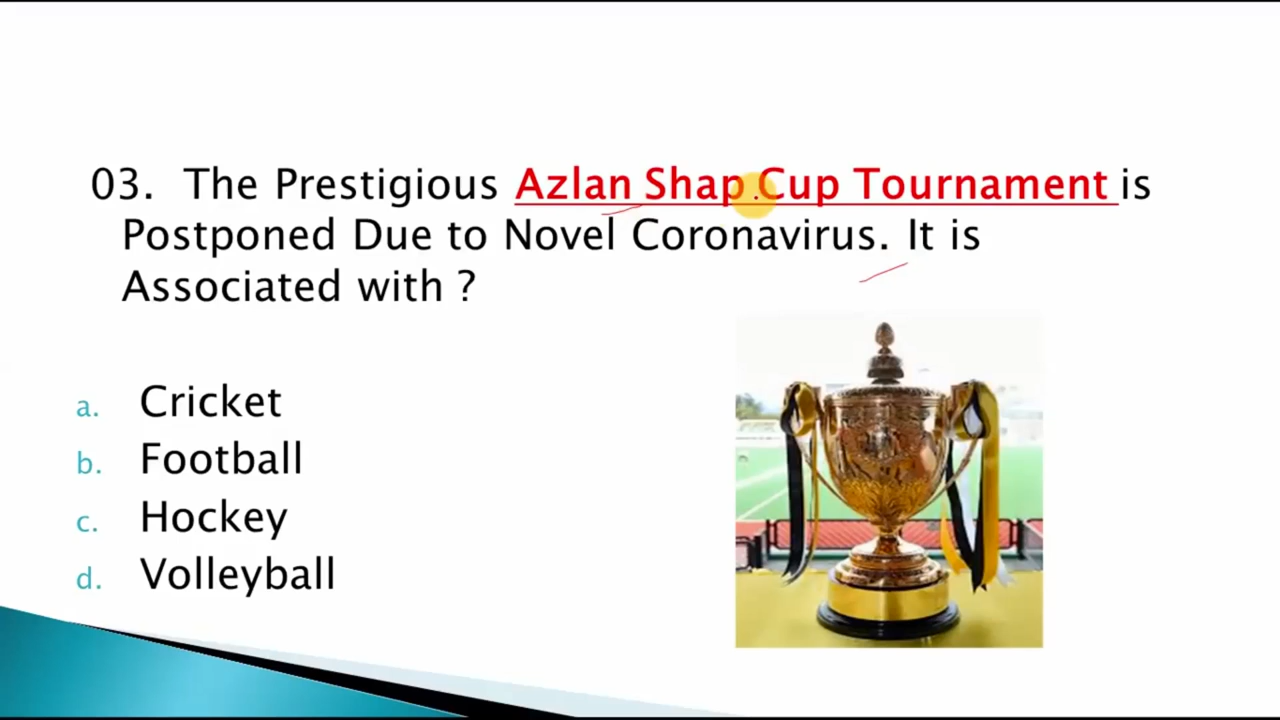 03. The Prestigious Azlan Shap Cup Tournament is
Postponed Due to Novel Coronavirus. It is
Associated with ?
a. Cricket
b. Football
c. Hockey
d. Volleyball